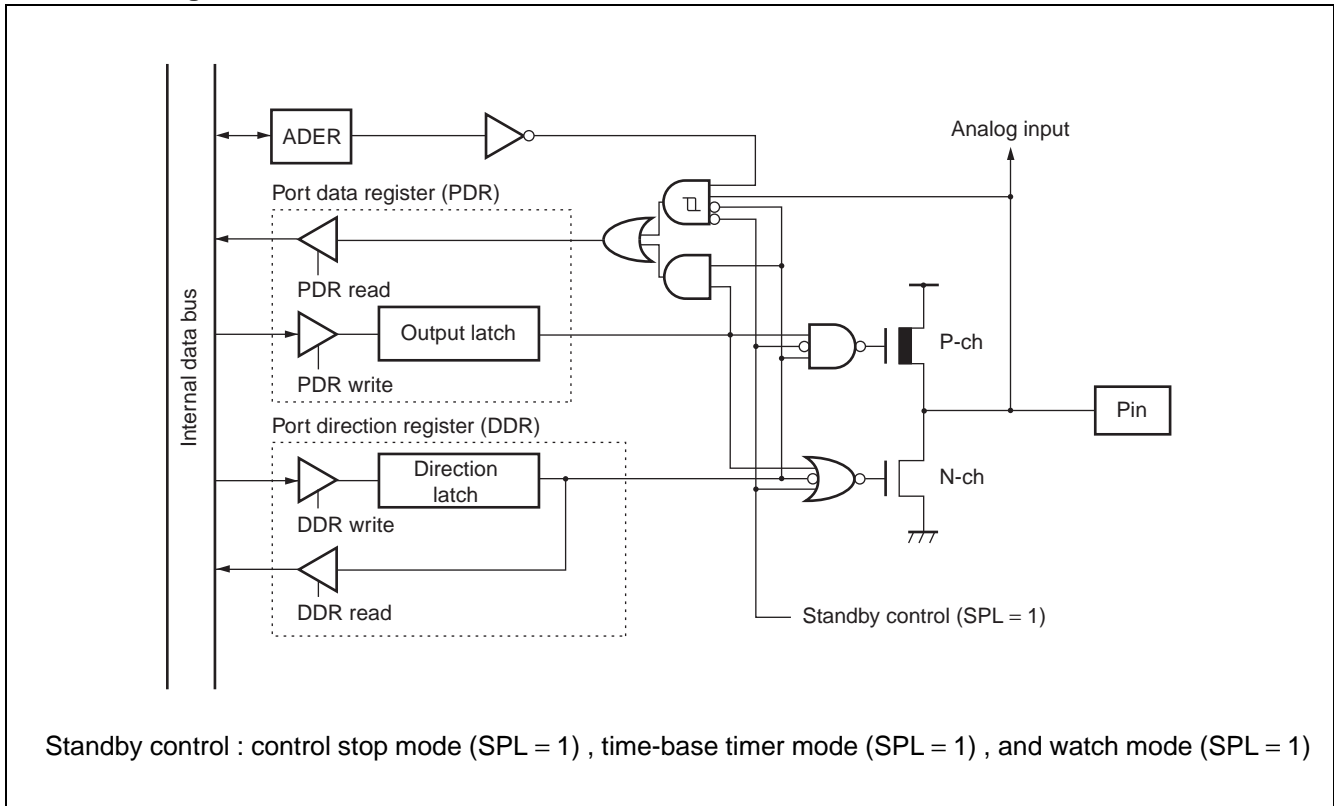 Analog input
ADER
Port data register (PDR)
PDR read
Output latch
PDR write
P-ch
Pin
Internal data bus
Port direction register (DDR)
Direction
latch
N-ch
DDR write
DDR read
Standby control (SPL = 1)
Standby control : control stop mode (SPL = 1) , time-base timer mode (SPL = 1) , and watch mode (SPL = 1)